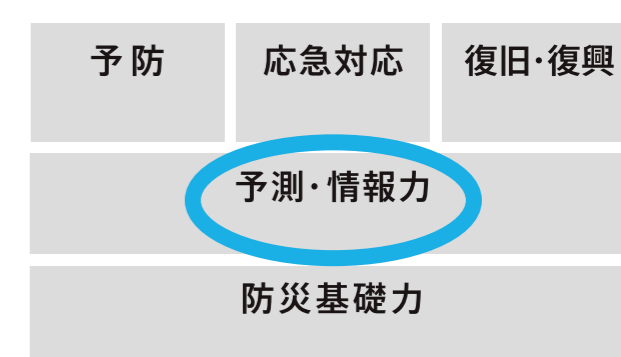 予防
応急対応
復旧・復興
予測・情報力
防災基礎力